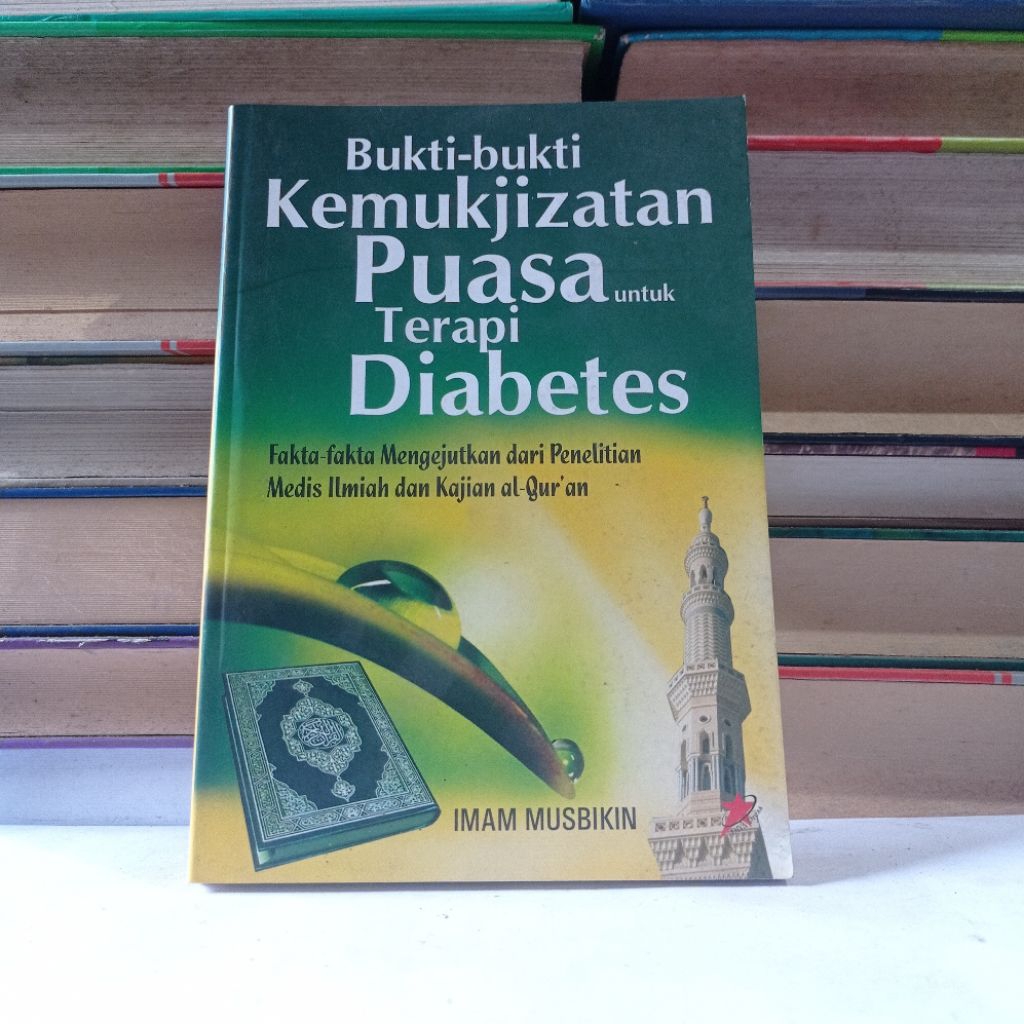 Bukti-bukti
Kemukjizatan
Puasa untuk
Terapi
Diabetes
Fakta-fakta Mengejutkan dari Penelitian
Medis Ilmiah dan Kajian al-Qur'an
IMAM MUSBIKIN